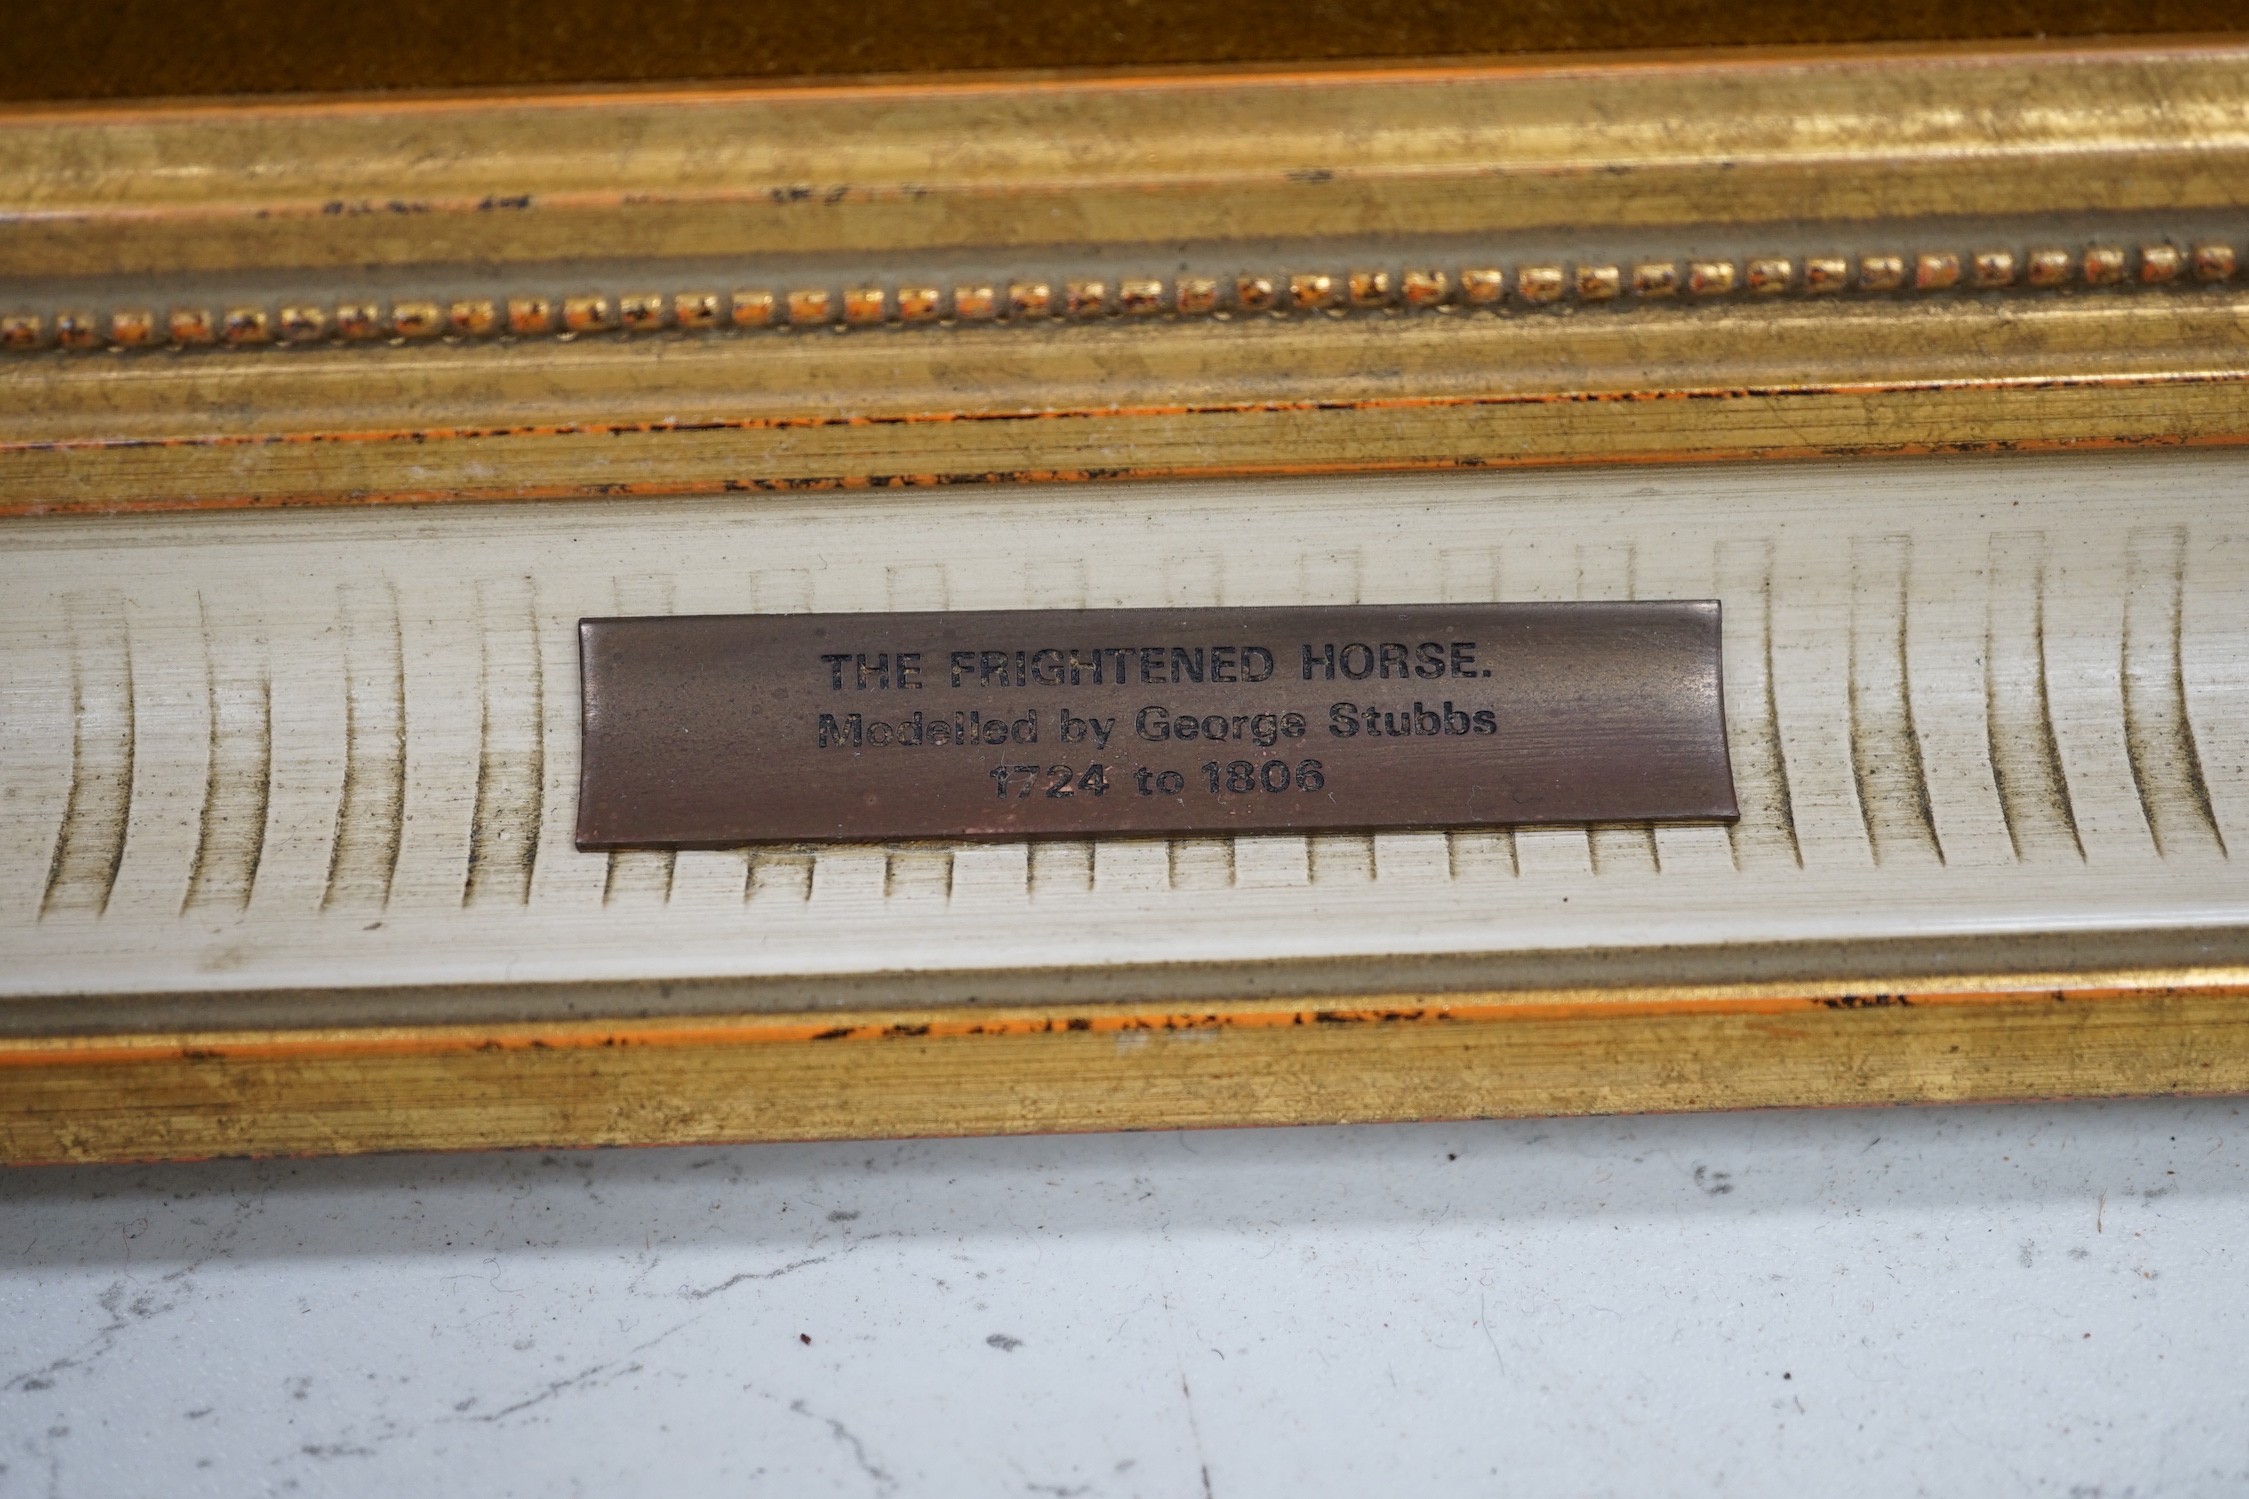 THE FRIGHTENED HORSE.
Modelled by George Stubbs
1724 to 1806